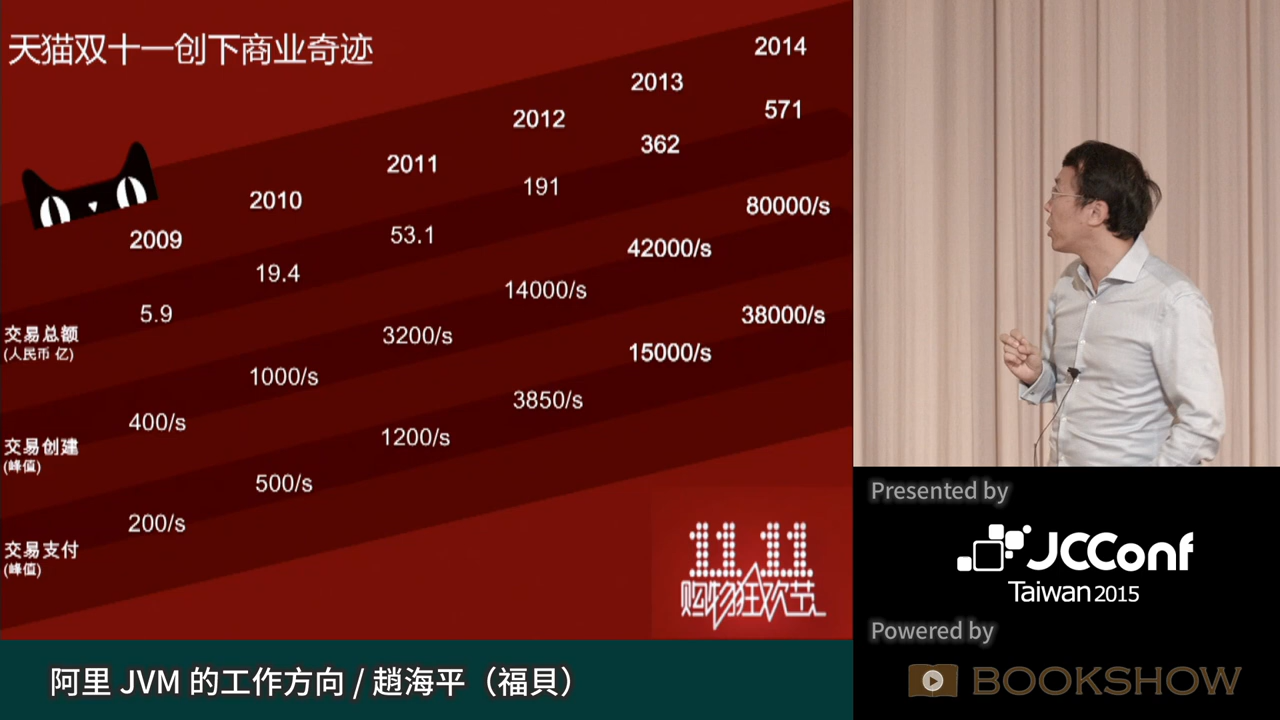 天猫双十一创下商业奇迹
2009 2010 2011 2012 2013 2014
交易总额
(人民币 亿)
5.9 19.4 53.1 191 362 571
交易创建
(峰值)
400/s 1000/s 3200/s 14000/s 42000/s 80000/s
交易支付
(峰值)
200/s 500/s 1200/s 3850/s 15000/s 38000/s
11.11
购物狂欢节
Presented by
JCConf
Taiwan 2015
Powered by
BOOKSHOW
阿里 JVM 的工作方向 / 趙海平（福貝）